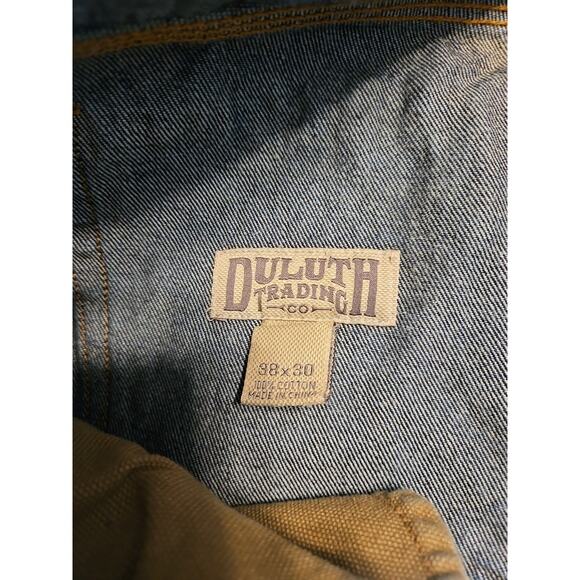 DULUTH
TRADING
CO
38x30
100% COTTON
MADE IN CHINA